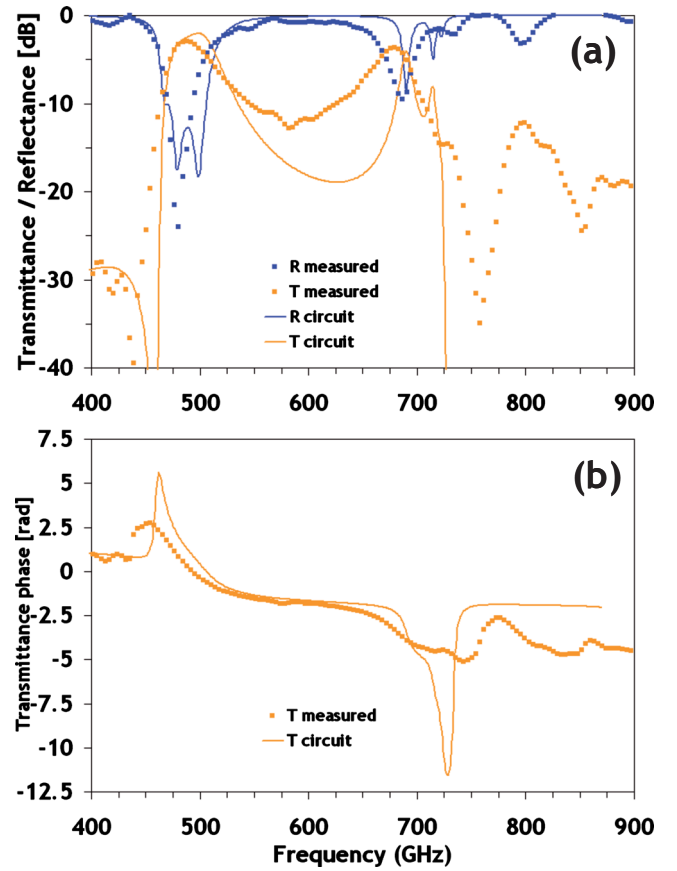 (a)
Transmittance / Reflectance [dB]
0
-10
-20
-30
-40
R measured
T measured
R circuit
T circuit
400 500 600 700 800 900
(b)
Transmittance phase [rad]
7.5
5
2.5
0
-2.5
-5
-7.5
-10
-12.5
T measured
T circuit
400 500 600 700 800 900
Frequency (GHz)